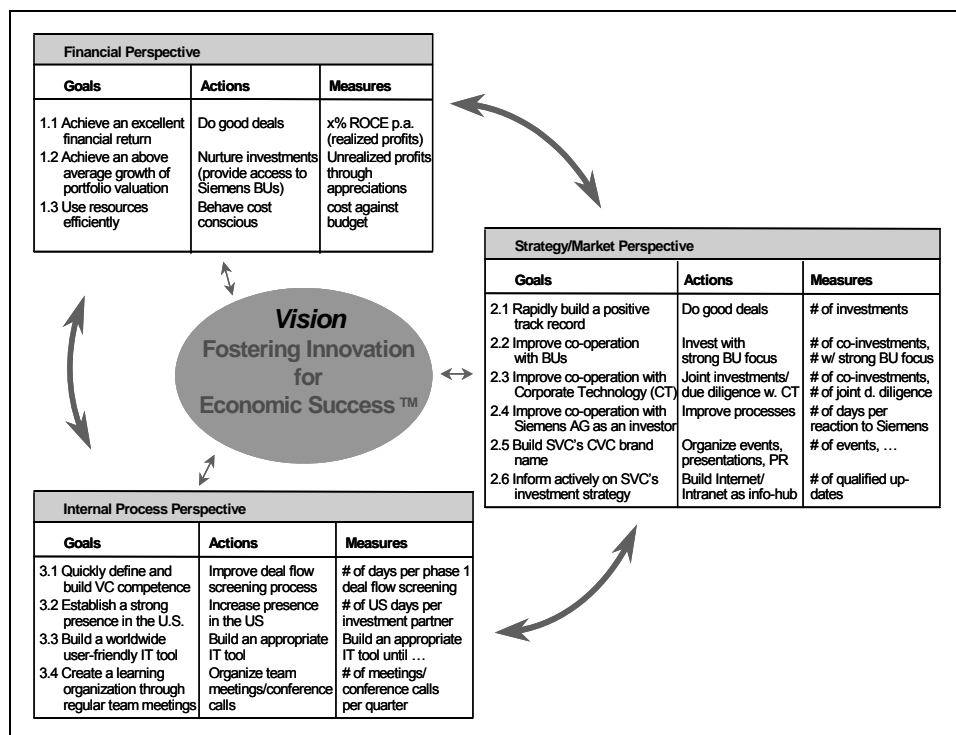 Financial Perspective
Goals Actions Measures
1.1 Achieve an excellent Do good deals x% ROCE p.a.
financial return (realized profits)
1.2 Achieve an above Nurture investments Unrealized profits
average growth of (provide access to through
portfolio valuation Siemens BUs) appreciations
1.3 Use resources Behave cost cost against
efficiently conscious budget
Strategy/Market Perspective
Goals Actions Measures
2.1 Rapidly build a positive Do good deals # of investments
track record
2.2 Improve co-operation Invest with # of co-investments,
with BUs strong BU focus # w/ strong BU focus
2.3 Improve co-operation with Joint investments/ # of co-investments,
Corporate Technology (CT) due diligence w. CT # of joint d. diligence
2.4 Improve co-operation with Improve processes # of days per
Siemens AG as an investor reaction to Siemens
2.5 Build SVC's CVC brand Organize events, # of events, …
name presentations, PR
2.6 Inform actively on SVC's Build Internet/ # of qualified up-
investment strategy Intranet as info-hub dates
Vision
Fostering Innovation
for
Economic Success ™
Internal Process Perspective
Goals Actions Measures
3.1 Quickly define and Improve deal flow # of days per phase 1
build VC competence screening process deal flow screening
3.2 Establish a strong Increase presence # of US days per
presence in the U.S. in the US investment partner
3.3 Build a worldwide Build an appropriate Build an appropriate
user-friendly IT tool IT tool IT tool until …
3.4 Create a learning Organize team # of meetings/
organization through meetings/conference conference calls
regular team meetings calls per quarter